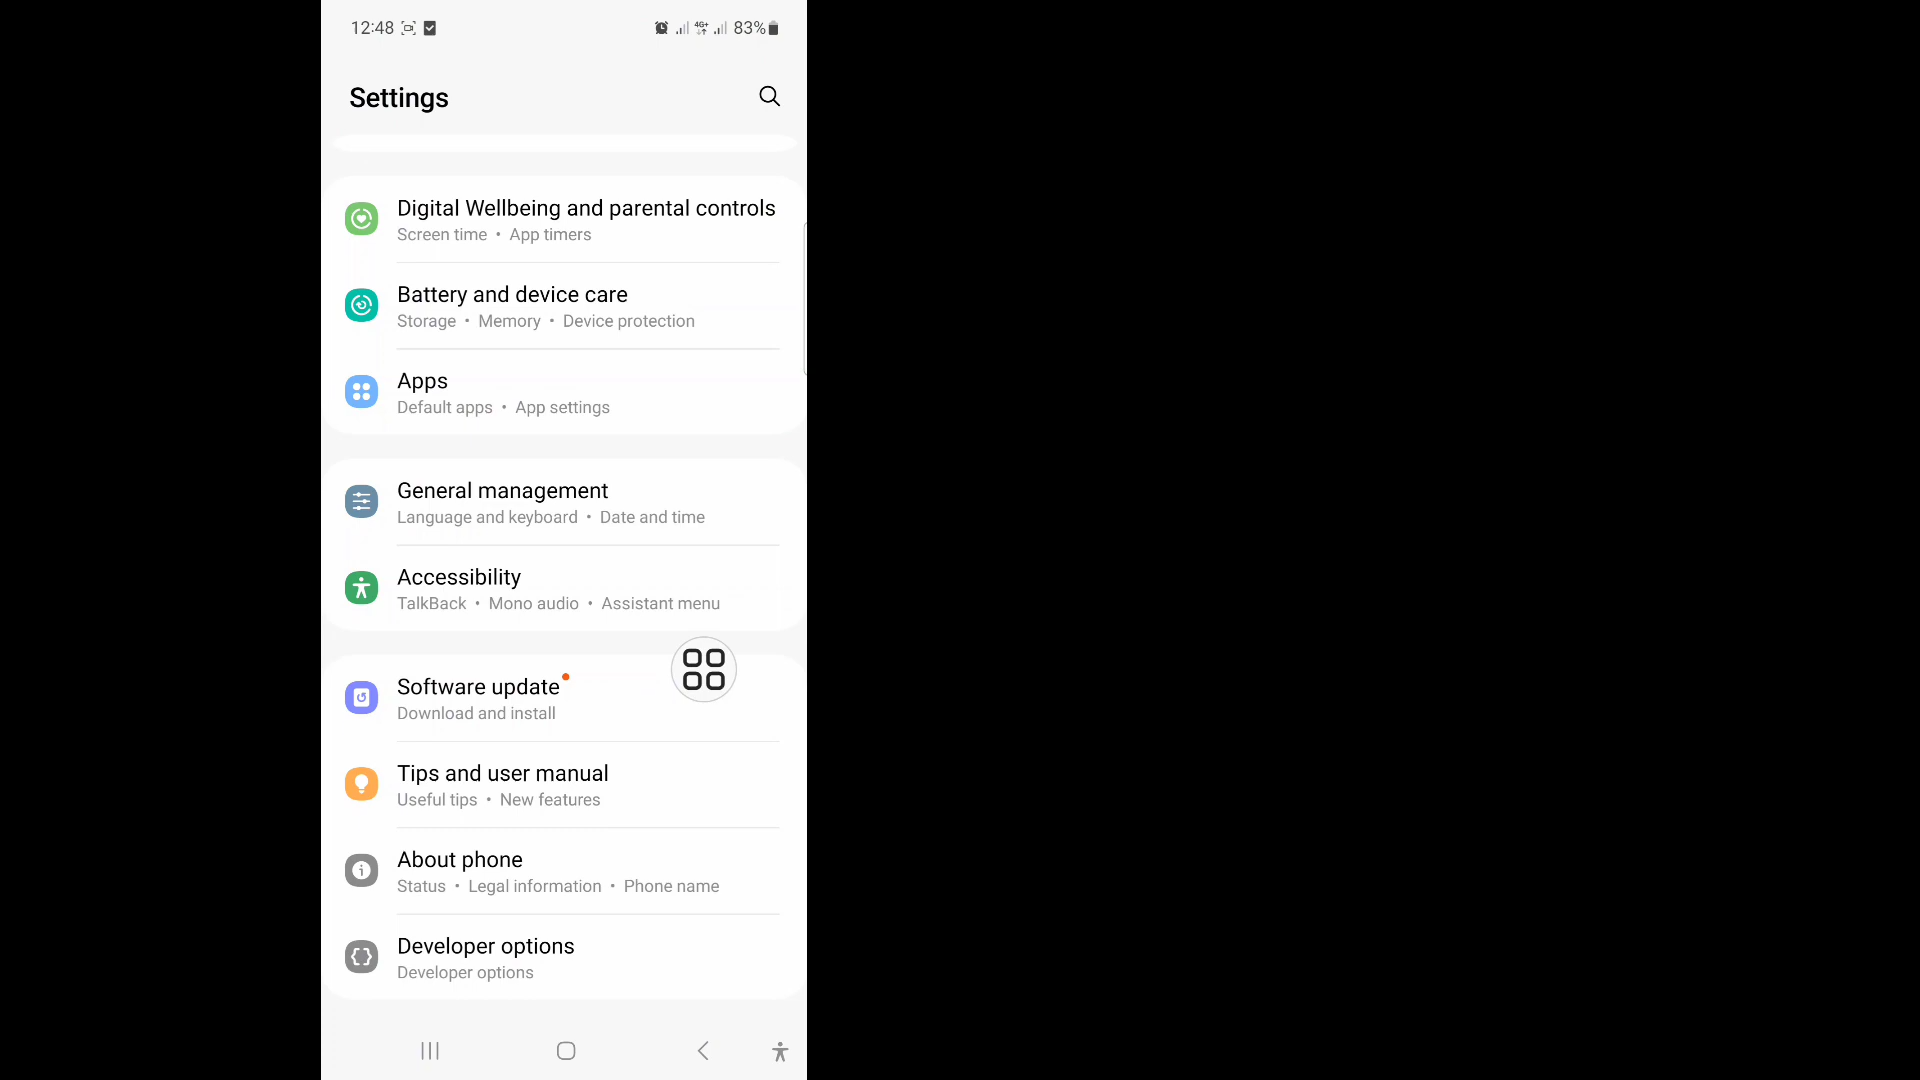 12:48 4G+ 83%
Settings
Digital Wellbeing and parental controls
Screen time • App timers
Battery and device care
Storage • Memory • Device protection
Apps
Default apps • App settings
General management
Language and keyboard • Date and time
Accessibility
TalkBack • Mono audio • Assistant menu
Software update
Download and install
Tips and user manual
Useful tips • New features
About phone
Status • Legal information • Phone name
Developer options
Developer options